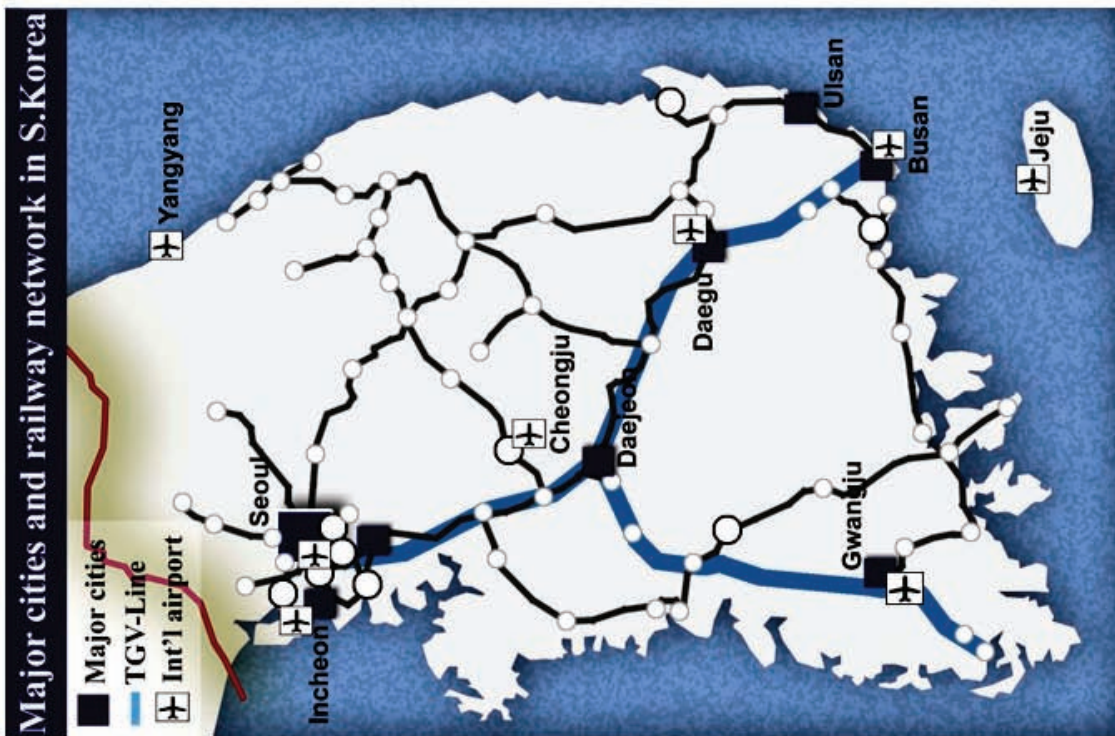 Major cities and railway network in S.Korea
Major cities
TGV-Line
Int'l airport
Yangyang
Seoul
Incheon
Cheongju
Daejeon
Daegu
Ulsan
Busan
Gwangju
Jeju